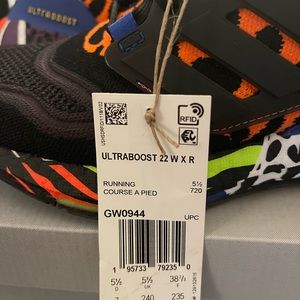 ULTRABOOST
RFID
ULTRABOOST 22 W X R
RUNNING 5½
COURSE A PIED 720
GW0944
UPC
1 95733 79235 0
5½ 5½ 38⅔
D UK F
7 240 235